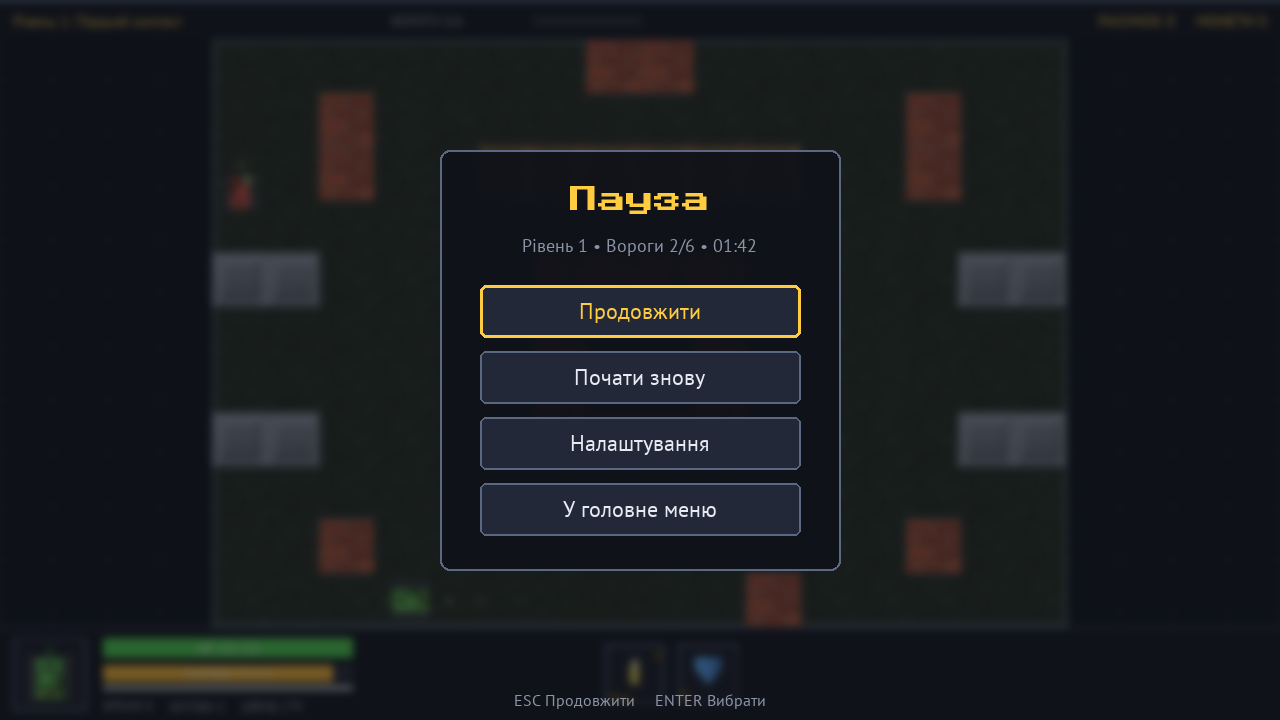 Пауза
Рівень 1 • Вороги 2/6 • 01:42
Продовжити
Почати знову
Налаштування
У головне меню
ESC Продовжити ENTER Вибрати